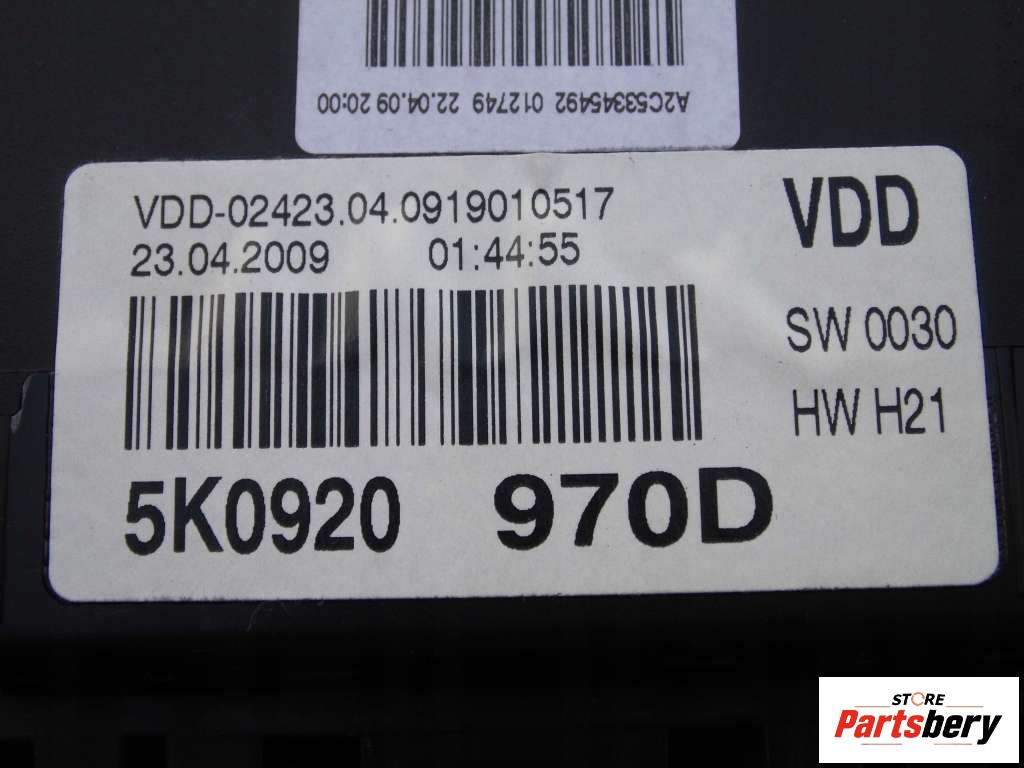 A2C53345492 012749 22.04.09 20:00
VDD-02423.04.0919010517
23.04.2009 01:44:55
VDD
SW 0030
HW H21
5K0920 970D
STORE
Partsbery